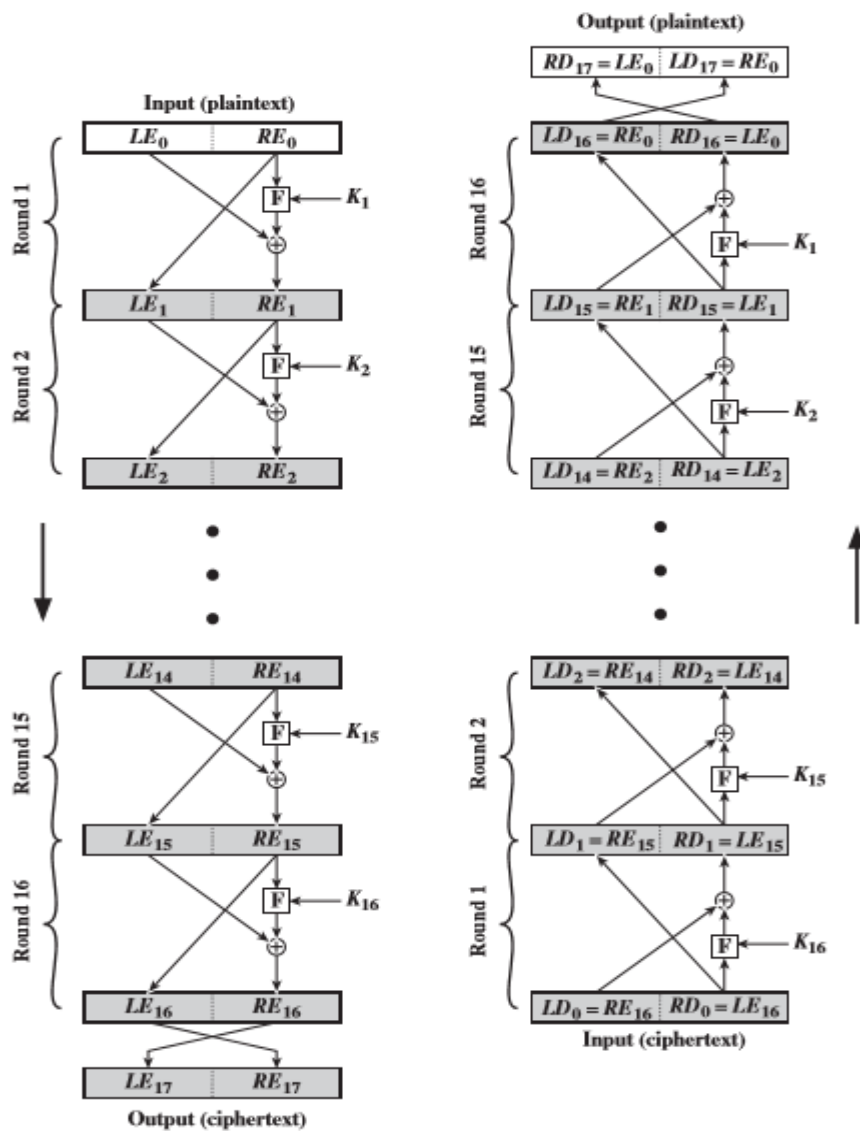 Input (plaintext)
LE₀ RE₀
Round 1
F
K₁
+
LE₁ RE₁
Round 2
F
K₂
+
LE₂ RE₂
LE₁₄ RE₁₄
Round 15
F
K₁₅
+
LE₁₅ RE₁₅
Round 16
F
K₁₆
+
LE₁₆ RE₁₆
LE₁₇ RE₁₇
Output (ciphertext)
Output (plaintext)
RD₁₇ = LE₀ LD₁₇ = RE₀
LD₁₆ = RE₀ RD₁₆ = LE₀
Round 16
+
F
K₁
LD₁₅ = RE₁ RD₁₅ = LE₁
Round 15
+
F
K₂
LD₁₄ = RE₂ RD₁₄ = LE₂
LD₂ = RE₁₄ RD₂ = LE₁₄
Round 2
+
F
K₁₅
LD₁ = RE₁₅ RD₁ = LE₁₅
Round 1
+
F
K₁₆
LD₀ = RE₁₆ RD₀ = LE₁₆
Input (ciphertext)